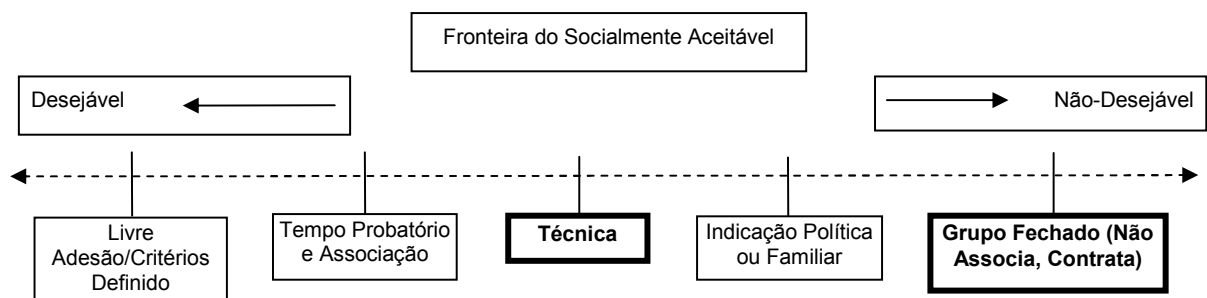 Fronteira do Socialmente Aceitável
Desejável
Não-Desejável
Livre
Adesão/Critérios
Definido
Tempo Probatório
e Associação
Técnica
Indicação Política
ou Familiar
Grupo Fechado (Não
Associa, Contrata)